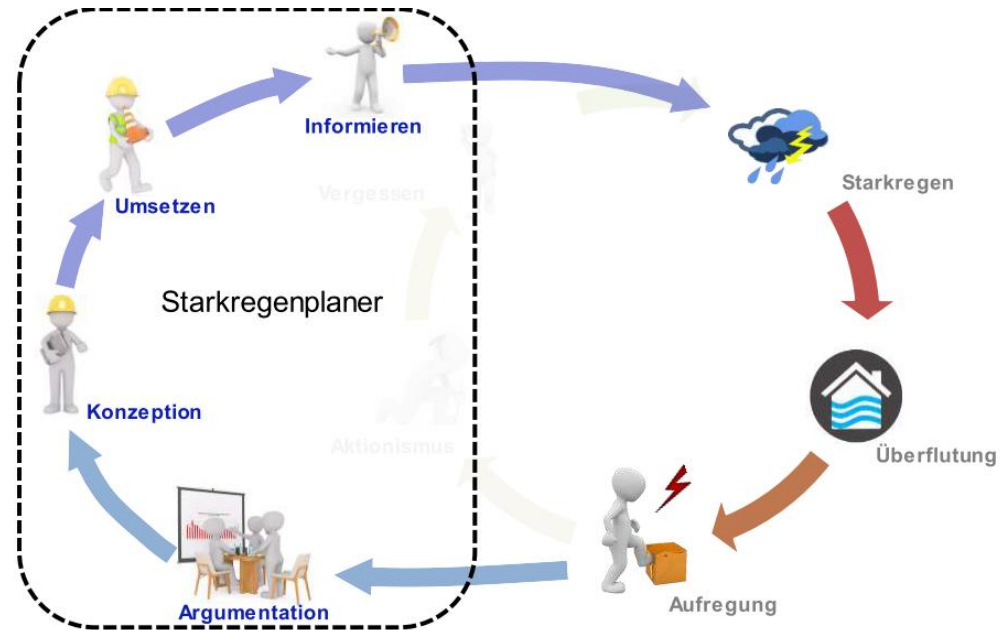 Informieren
Vergessen
Starkregen
Umsetzen
Starkregenplaner
Konzeption
Aktionismus
Überflutung
Argumentation
Aufregung